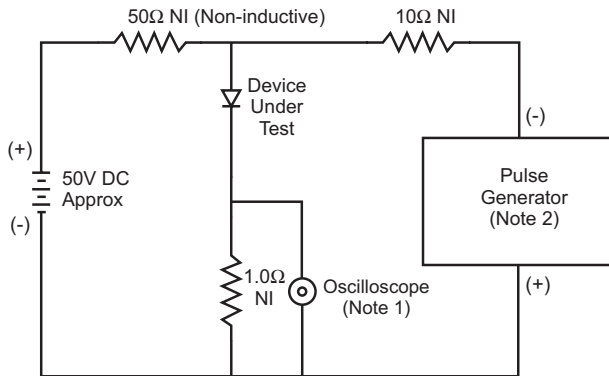 50Ω NI (Non-inductive)
10Ω NI
Device
Under
Test
(-)
(+)
50V DC
Approx
(-)
Pulse
Generator
(Note 2)
1.0Ω
NI
Oscilloscope
(Note 1)
(+)